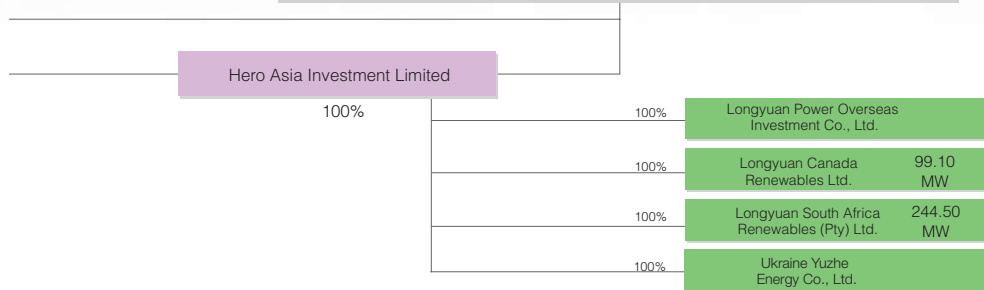 Hero Asia Investment Limited
100%
100%
Longyuan Power Overseas
Investment Co., Ltd.
100%
Longyuan Canada
Renewables Ltd.
99.10
MW
100%
Longyuan South Africa
Renewables (Pty) Ltd.
244.50
MW
100%
Ukraine Yuzhe
Energy Co., Ltd.